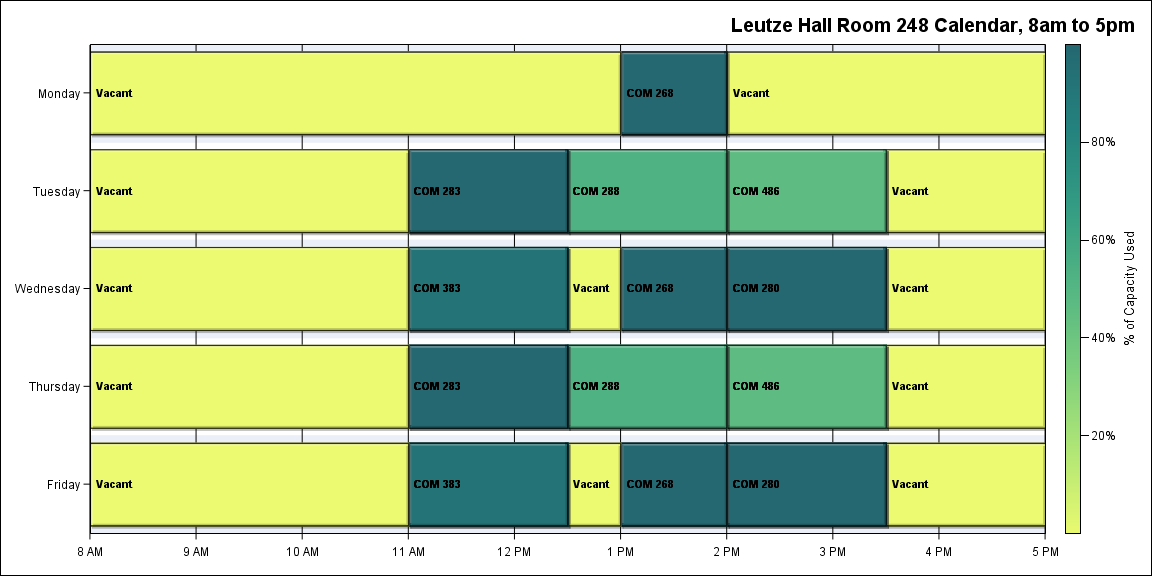 Leutze Hall Room 248 Calendar, 8am to 5pm
Monday Vacant COM 268 Vacant
80%
Tuesday Vacant COM 283 COM 288 COM 486 Vacant
60%
% of Capacity Used
Wednesday Vacant COM 383 Vacant COM 268 COM 280 Vacant
40%
Thursday Vacant COM 283 COM 288 COM 486 Vacant
20%
Friday Vacant COM 383 Vacant COM 268 COM 280 Vacant
8 AM 9 AM 10 AM 11 AM 12 PM 1 PM 2 PM 3 PM 4 PM 5 PM